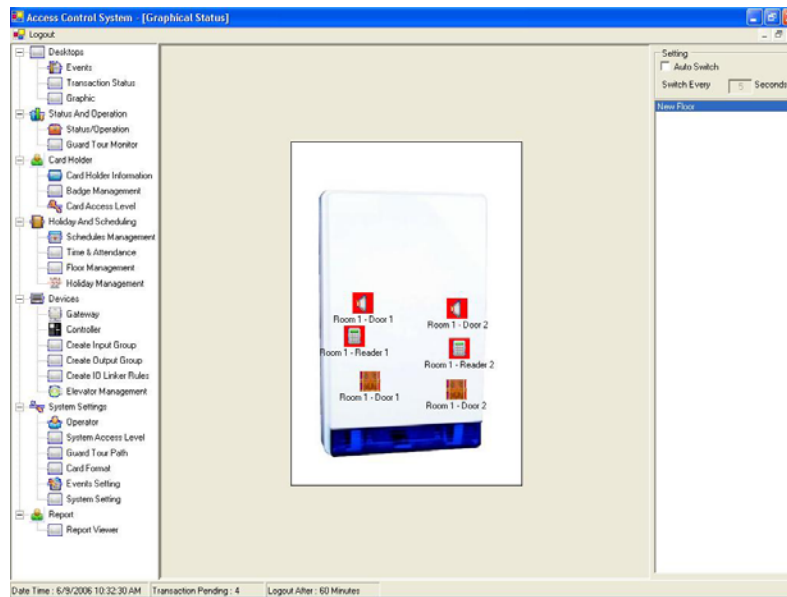 Access Control System - [Graphical Status]
Logout
Desktops
Events
Transaction Status
Graphic
Status And Operation
Status/Operation
Guard Tour Monitor
Card Holder
Card Holder Information
Badge Management
Card Access Level
Holiday And Scheduling
Schedules Management
Time & Attendance
Floor Management
Holiday Management
Devices
Gateway
Controller
Create Input Group
Create Output Group
Create IO Linker Rules
Elevator Management
System Settings
Operator
System Access Level
Guard Tour Path
Card Format
Events Setting
System Setting
Report
Report Viewer
Room 1 - Door 1
Room 1 - Door 2
Room 1 - Reader 1
Room 1 - Reader 2
Room 1 - Door 1
Room 1 - Door 2
Setting
Auto Switch
Switch Every 5 Seconds
New Floor
Date Time : 6/9/2006 10:32:30 AM Transaction Pending : 4 Logout After : 60 Minutes